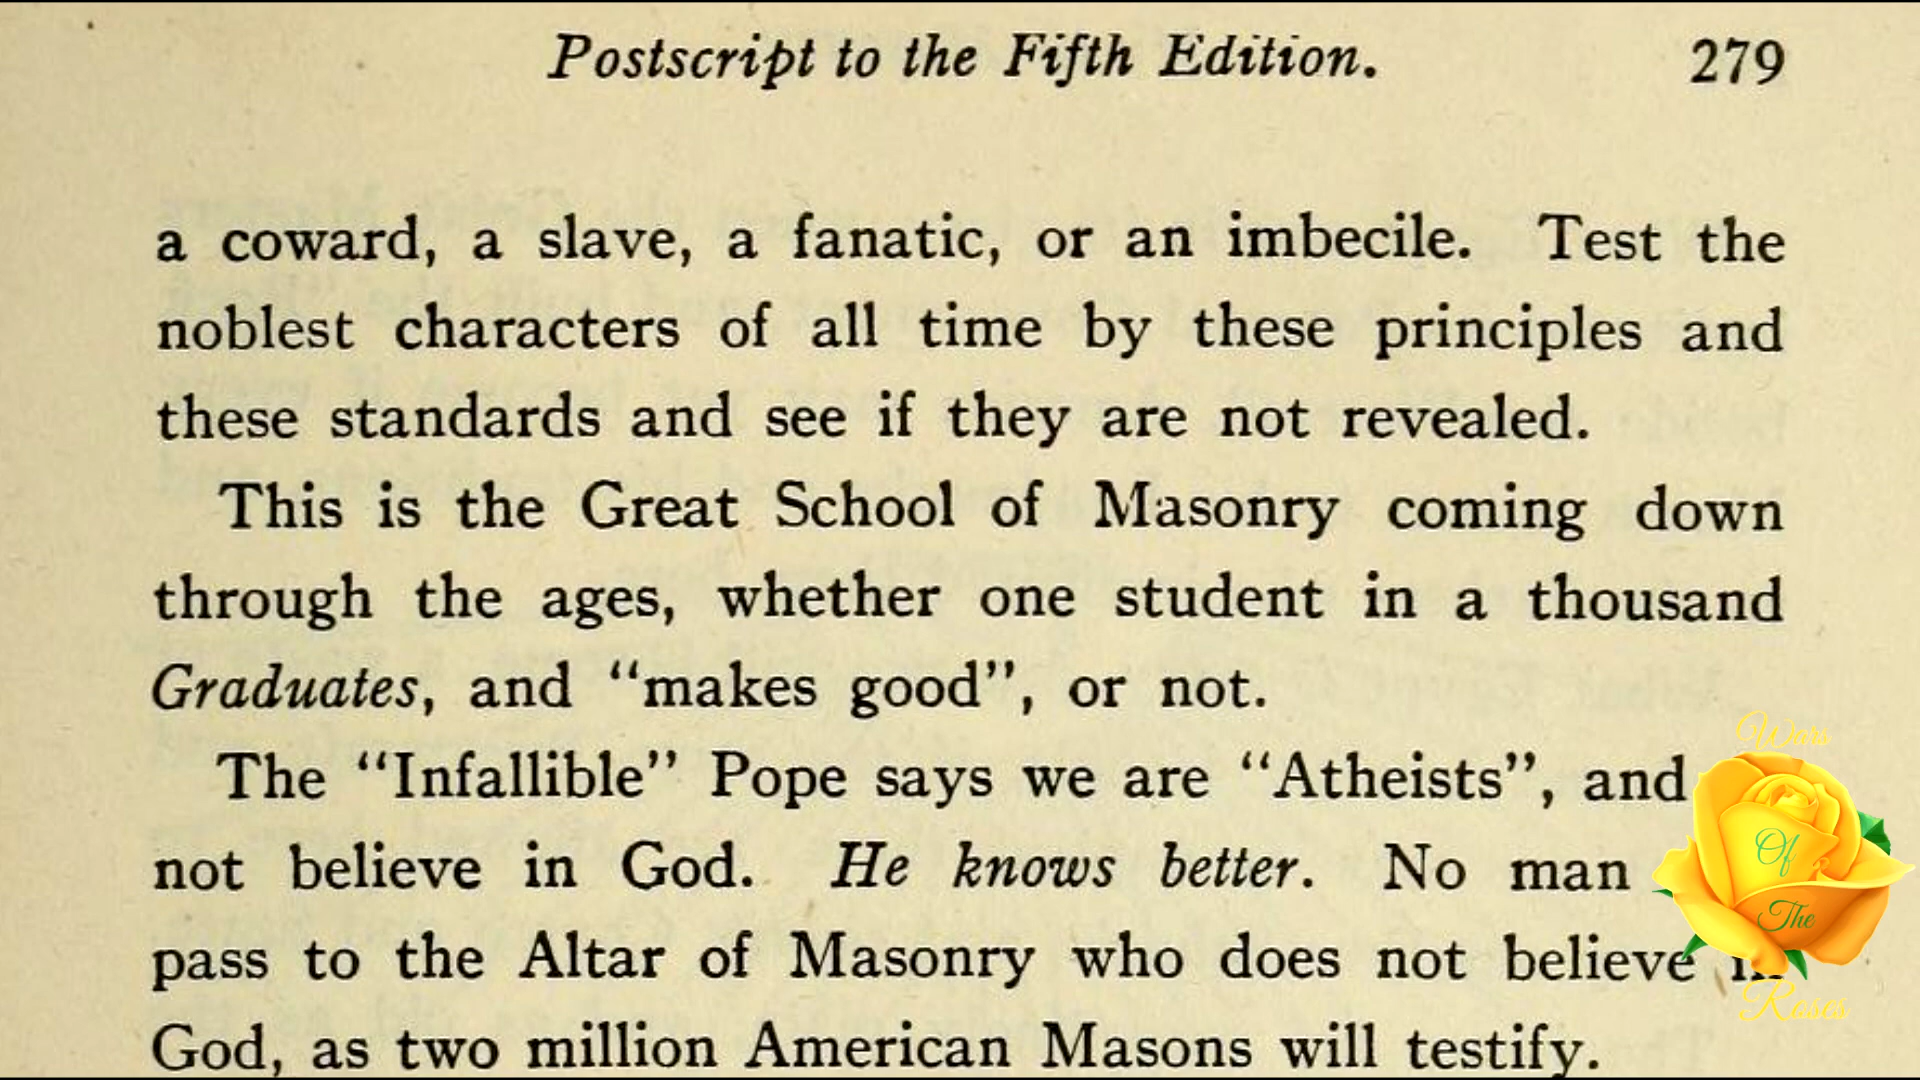 Postscript to the Fifth Edition. 279
a coward, a slave, a fanatic, or an imbecile. Test the
noblest characters of all time by these principles and
these standards and see if they are not revealed.
This is the Great School of Masonry coming down
through the ages, whether one student in a thousand
Graduates, and “makes good”, or not.
The “Infallible” Pope says we are “Atheists”, and
not believe in God. He knows better. No man
pass to the Altar of Masonry who does not believe in
God, as two million American Masons will testify.
Wars
Of
The
Roses